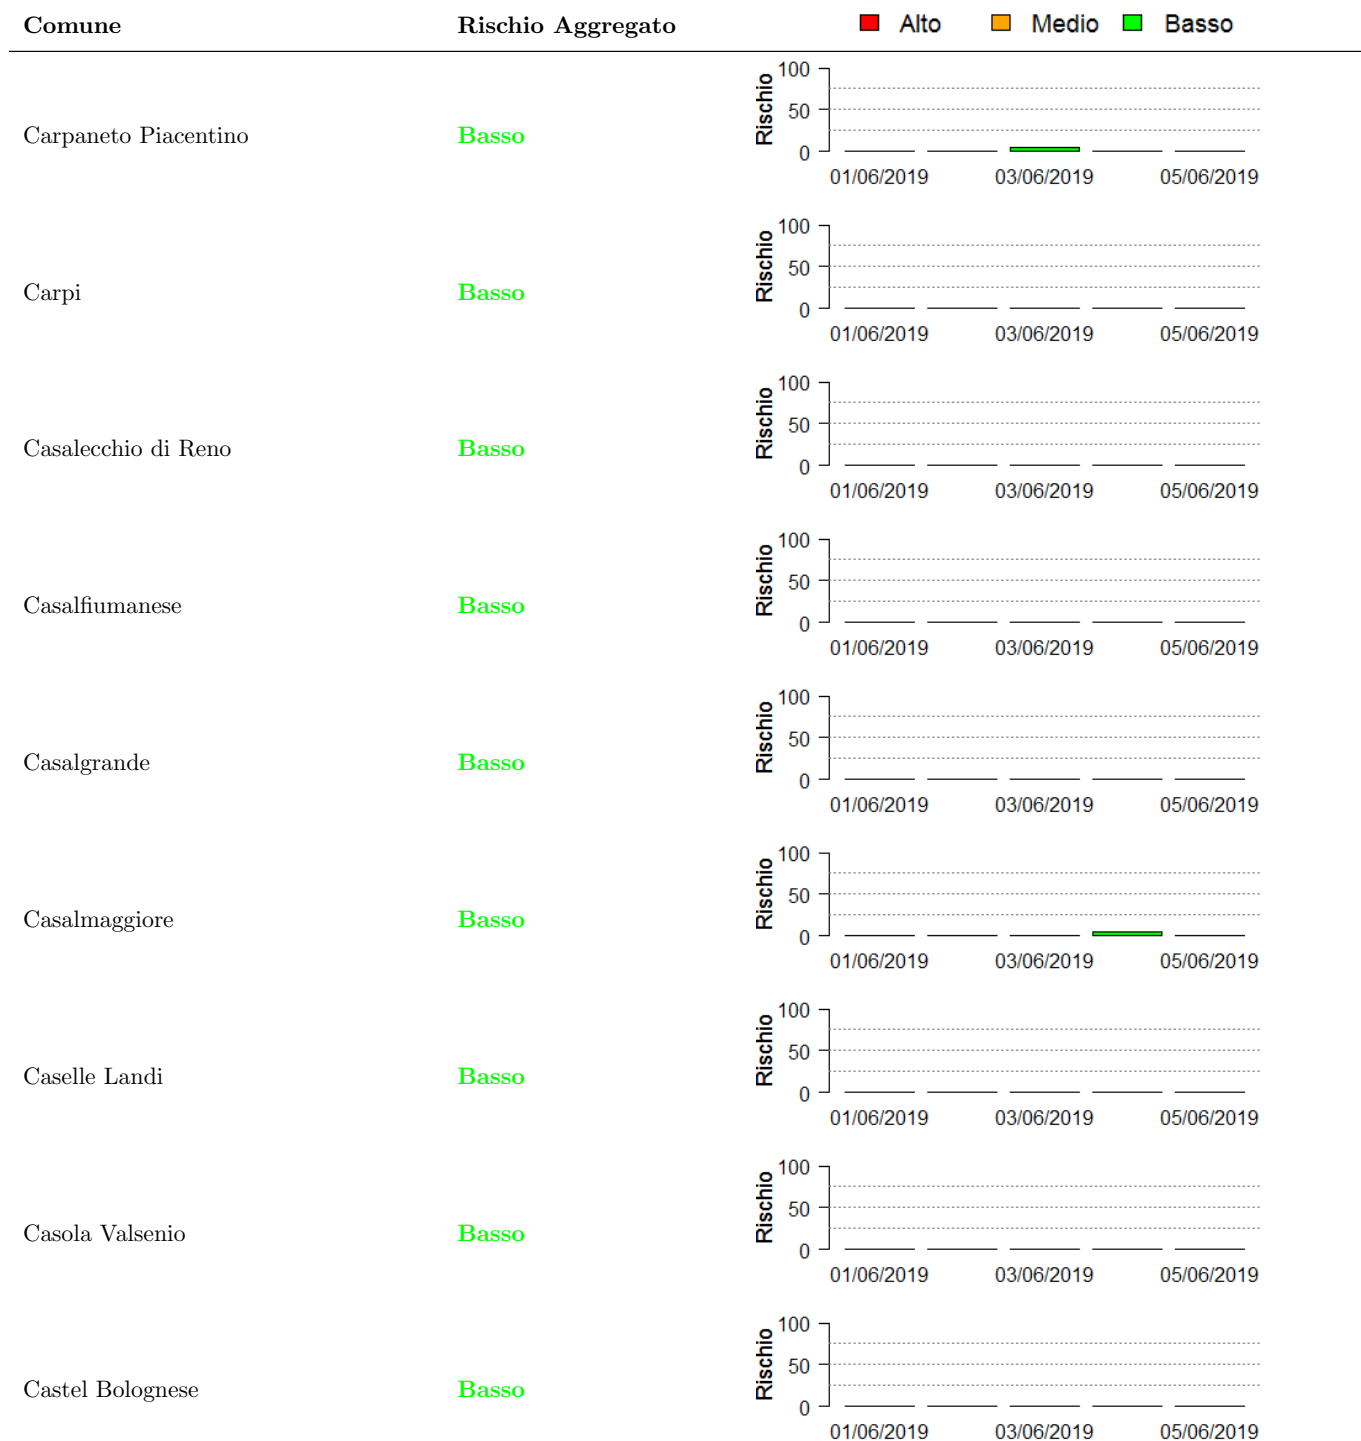 Comune Rischio Aggregato Alto Medio Basso
100
50
0
Rischio
Carpaneto Piacentino Basso
01/06/2019 03/06/2019 05/06/2019
100
50
0
Rischio
Carpi Basso
01/06/2019 03/06/2019 05/06/2019
100
50
0
Rischio
Casalecchio di Reno Basso
01/06/2019 03/06/2019 05/06/2019
100
50
0
Rischio
Casalfiumanese Basso
01/06/2019 03/06/2019 05/06/2019
100
50
0
Rischio
Casalgrande Basso
01/06/2019 03/06/2019 05/06/2019
100
50
0
Rischio
Casalmaggiore Basso
01/06/2019 03/06/2019 05/06/2019
100
50
0
Rischio
Caselle Landi Basso
01/06/2019 03/06/2019 05/06/2019
100
50
0
Rischio
Casola Valsenio Basso
01/06/2019 03/06/2019 05/06/2019
100
50
0
Rischio
Castel Bolognese Basso
01/06/2019 03/06/2019 05/06/2019